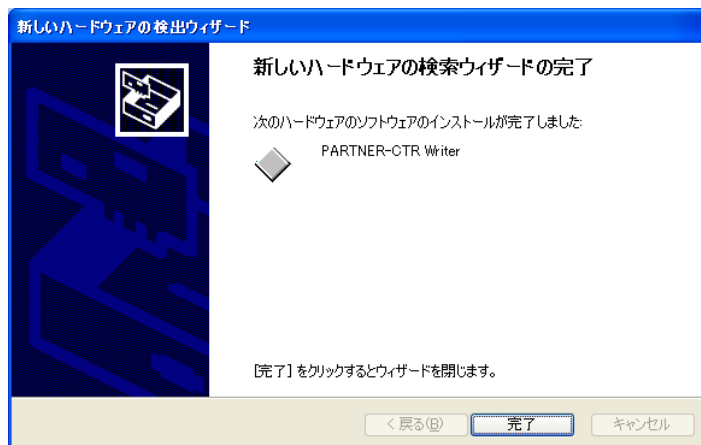 新しいハードウェアの検出ウィザード
新しいハードウェアの検索ウィザードの完了
次のハードウェアのソフトウェアのインストールが完了しました:
PARTNER-CTR Writer
[完了] をクリックするとウィザードを閉じます。
< 戻る(B)
完了
キャンセル